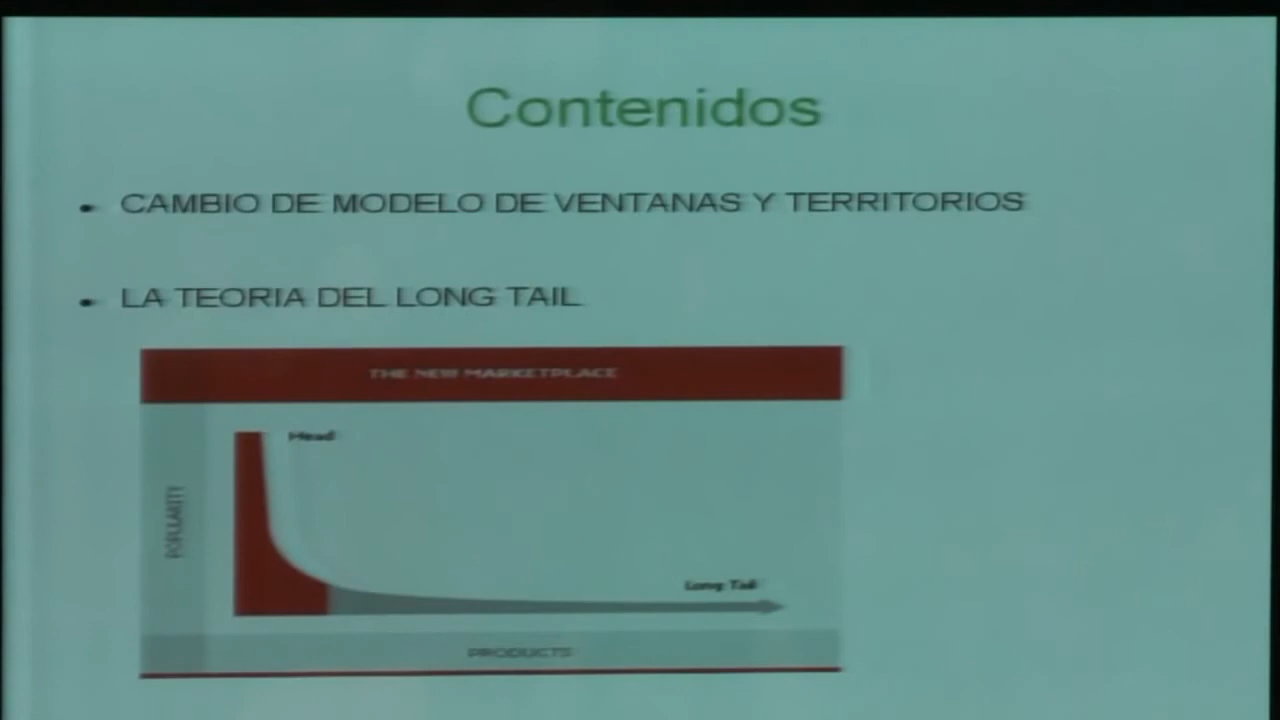 Contenidos
• CAMBIO DE MODELO DE VENTANAS Y TERRITORIOS
• LA TEORIA DEL LONG TAIL
THE NEW MARKETPLACE
Head
POPULARITY
Long Tail
PRODUCTS